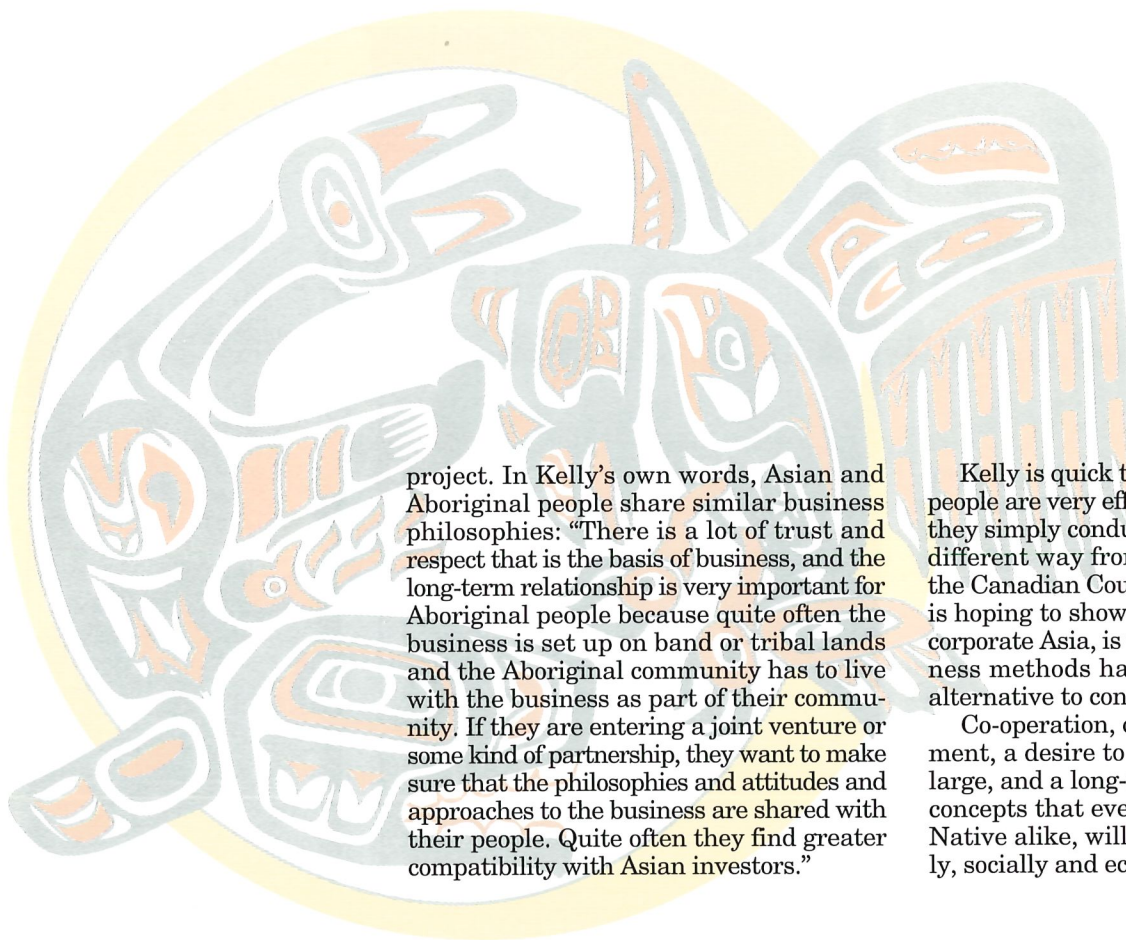 project. In Kelly’s own words, Asian and
Aboriginal people share similar business
philosophies: “There is a lot of trust and
respect that is the basis of business, and the
long-term relationship is very important for
Aboriginal people because quite often the
business is set up on band or tribal lands
and the Aboriginal community has to live
with the business as part of their commu-
nity. If they are entering a joint venture or
some kind of partnership, they want to make
sure that the philosophies and attitudes and
approaches to the business are shared with
their people. Quite often they find greater
compatibility with Asian investors.”
Kelly is quick
people are very
they simply
different way
the Canadian
is hoping to show
corporate Asia, is
ness methods
alternative to
Co-operation,
ment, a desire to
large, and a
concepts that
Native alike, will
ly, socially and